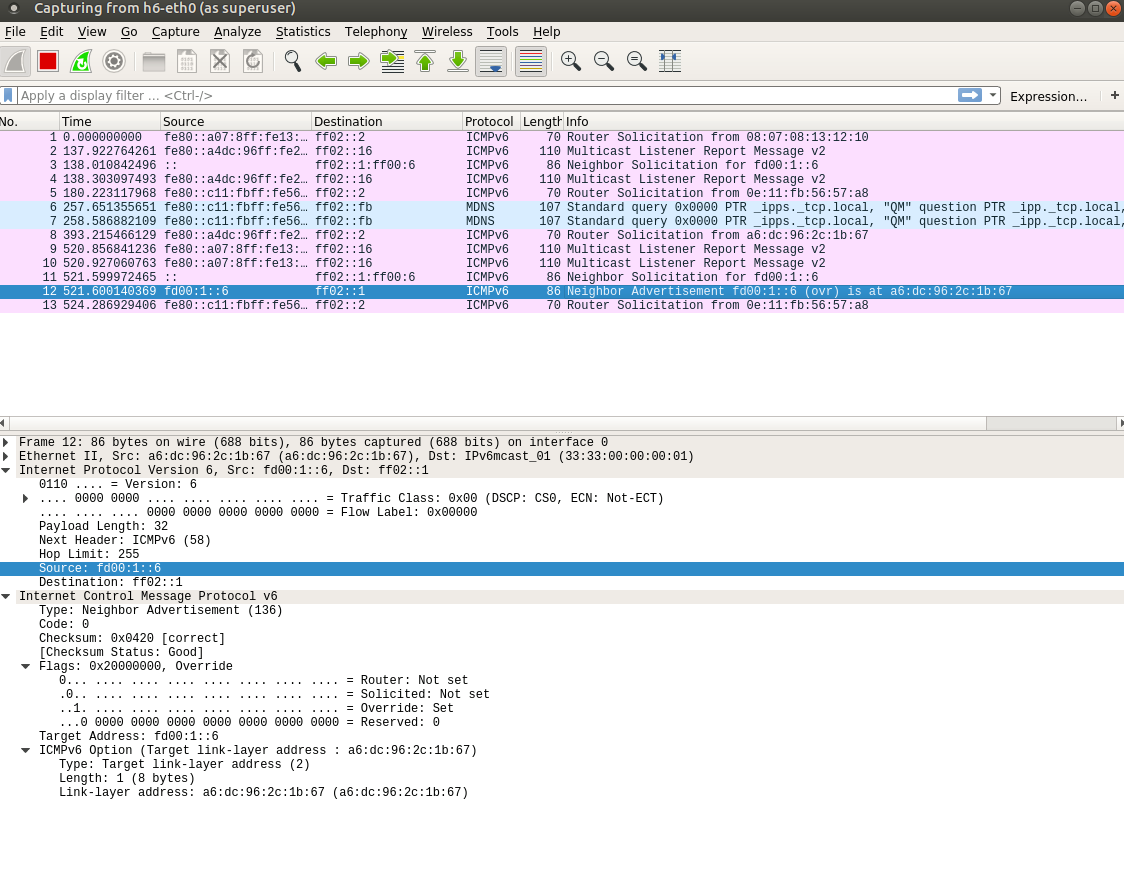 Capturing from h6-eth0 (as superuser)
File Edit View Go Capture Analyze Statistics Telephony Wireless Tools Help
Apply a display filter ... <Ctrl-/> Expression... +
No. Time Source Destination Protocol Length Info
1 0.000000000 fe80::a07:8ff:fe13:… ff02::2 ICMPv6 70 Router Solicitation from 08:07:08:13:12:10
2 137.922764261 fe80::a4dc:96ff:fe2… ff02::16 ICMPv6 110 Multicast Listener Report Message v2
3 138.010842496 :: ff02::1:ff00:6 ICMPv6 86 Neighbor Solicitation for fd00:1::6
4 138.303097493 fe80::a4dc:96ff:fe2… ff02::16 ICMPv6 110 Multicast Listener Report Message v2
5 180.223117968 fe80::c11:fbff:fe56… ff02::2 ICMPv6 70 Router Solicitation from 0e:11:fb:56:57:a8
6 257.651355651 fe80::c11:fbff:fe56… ff02::fb MDNS 107 Standard query 0x0000 PTR _ipps._tcp.local, "QM" question PTR _ipp._tcp.local,
7 258.586882109 fe80::c11:fbff:fe56… ff02::fb MDNS 107 Standard query 0x0000 PTR _ipps._tcp.local, "QM" question PTR _ipp._tcp.local,
8 393.215466129 fe80::a4dc:96ff:fe2… ff02::2 ICMPv6 70 Router Solicitation from a6:dc:96:2c:1b:67
9 520.856841236 fe80::a07:8ff:fe13:… ff02::16 ICMPv6 110 Multicast Listener Report Message v2
10 520.927060763 fe80::a07:8ff:fe13:… ff02::16 ICMPv6 110 Multicast Listener Report Message v2
11 521.599972465 :: ff02::1:ff00:6 ICMPv6 86 Neighbor Solicitation for fd00:1::6
12 521.600140369 fd00:1::6 ff02::1 ICMPv6 86 Neighbor Advertisement fd00:1::6 (ovr) is at a6:dc:96:2c:1b:67
13 524.286929406 fe80::c11:fbff:fe56… ff02::2 ICMPv6 70 Router Solicitation from 0e:11:fb:56:57:a8
Frame 12: 86 bytes on wire (688 bits), 86 bytes captured (688 bits) on interface 0
Ethernet II, Src: a6:dc:96:2c:1b:67 (a6:dc:96:2c:1b:67), Dst: IPv6mcast_01 (33:33:00:00:00:01)
Internet Protocol Version 6, Src: fd00:1::6, Dst: ff02::1
0110 .... = Version: 6
.... 0000 0000 .... .... .... .... .... = Traffic Class: 0x00 (DSCP: CS0, ECN: Not-ECT)
.... .... .... 0000 0000 0000 0000 0000 = Flow Label: 0x00000
Payload Length: 32
Next Header: ICMPv6 (58)
Hop Limit: 255
Source: fd00:1::6
Destination: ff02::1
Internet Control Message Protocol v6
Type: Neighbor Advertisement (136)
Code: 0
Checksum: 0x0420 [correct]
[Checksum Status: Good]
Flags: 0x20000000, Override
0... .... .... .... .... .... .... .... = Router: Not set
.0.. .... .... .... .... .... .... .... = Solicited: Not set
..1. .... .... .... .... .... .... .... = Override: Set
...0 0000 0000 0000 0000 0000 0000 0000 = Reserved: 0
Target Address: fd00:1::6
ICMPv6 Option (Target link-layer address : a6:dc:96:2c:1b:67)
Type: Target link-layer address (2)
Length: 1 (8 bytes)
Link-layer address: a6:dc:96:2c:1b:67 (a6:dc:96:2c:1b:67)